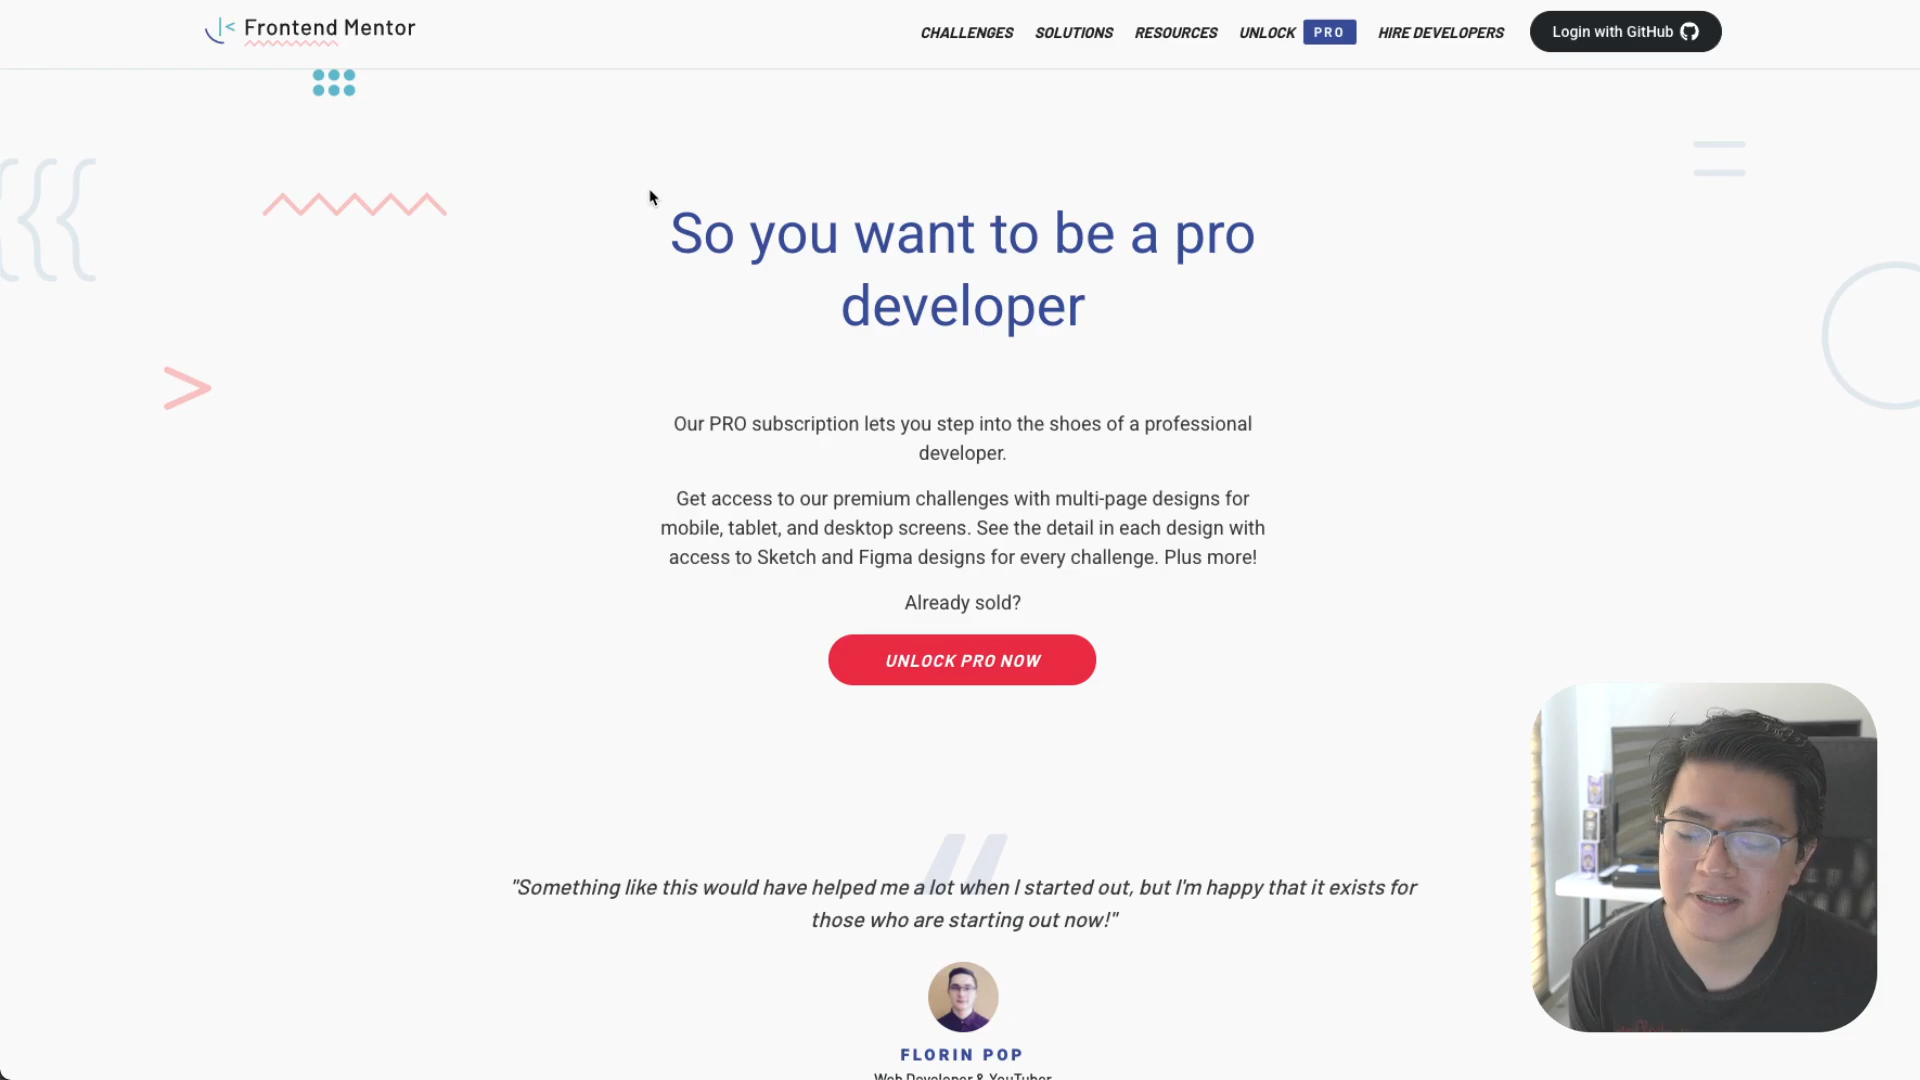 Frontend Mentor
CHALLENGES SOLUTIONS RESOURCES UNLOCK PRO HIRE DEVELOPERS Login with GitHub
So you want to be a pro
developer
Our PRO subscription lets you step into the shoes of a professional
developer.
Get access to our premium challenges with multi-page designs for
mobile, tablet, and desktop screens. See the detail in each design with
access to Sketch and Figma designs for every challenge. Plus more!
Already sold?
UNLOCK PRO NOW
"Something like this would have helped me a lot when I started out, but I'm happy that it exists for
those who are starting out now!"
FLORIN POP
Web Developer & YouTuber